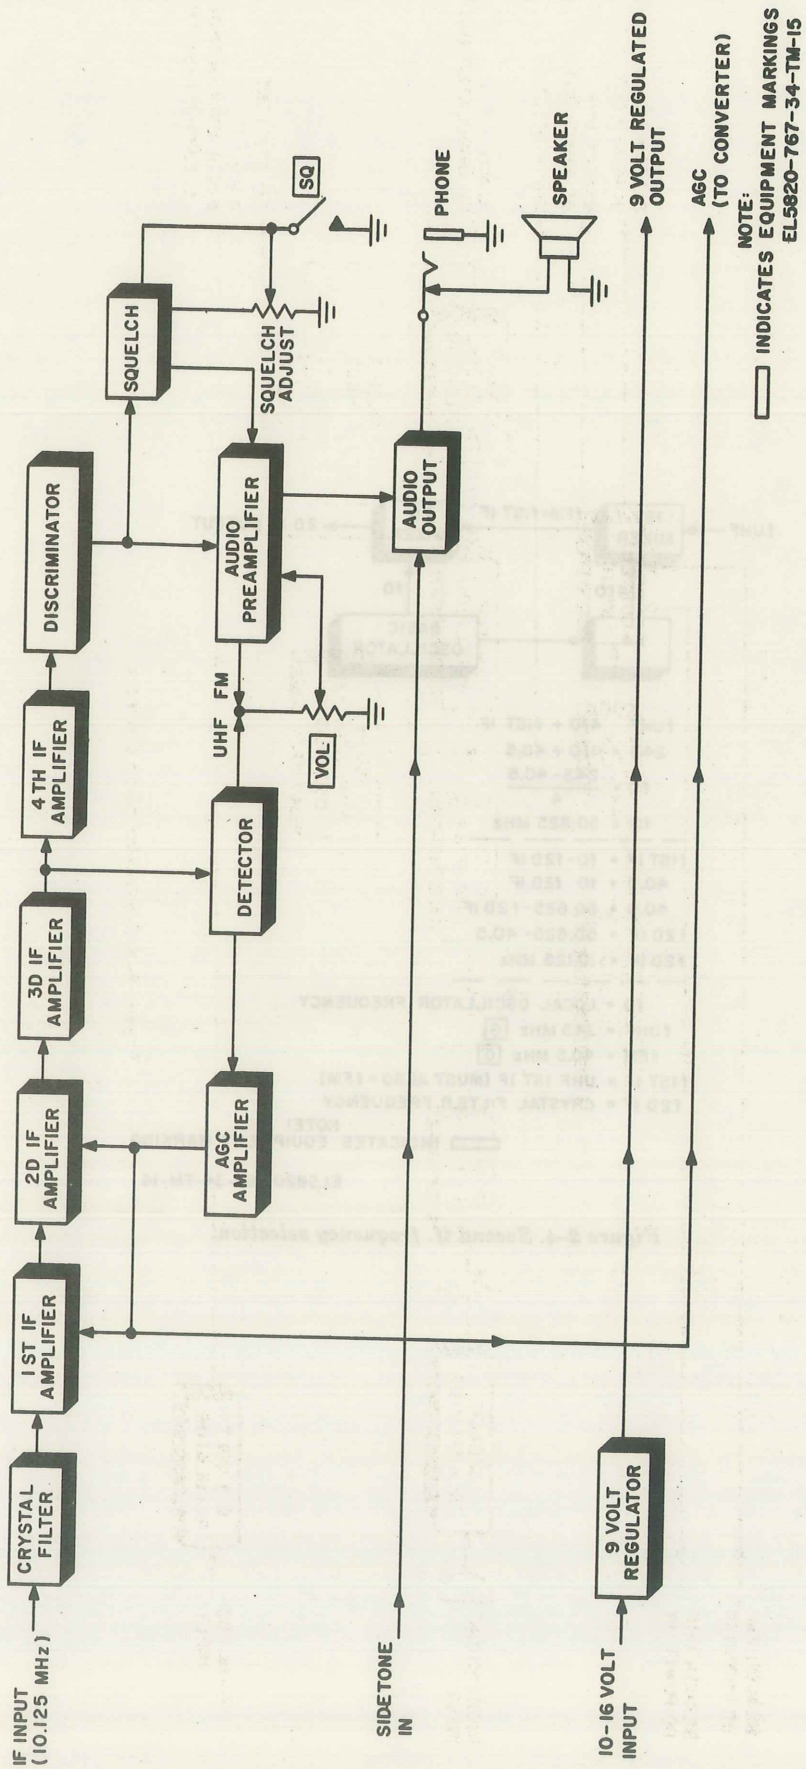 IF INPUT
(10.125 MHz)
CRYSTAL
FILTER
1ST IF
AMPLIFIER
2D IF
AMPLIFIER
3D IF
AMPLIFIER
4TH IF
AMPLIFIER
DISCRIMINATOR
SQUELCH
SQ
SQUELCH
ADJUST
AGC
AMPLIFIER
DETECTOR
UHF
FM
VOL
AUDIO
PREAMPLIFIER
SIDETONE
IN
AUDIO
OUTPUT
PHONE
SPEAKER
10-16 VOLT
INPUT
9 VOLT
REGULATOR
9 VOLT REGULATED
OUTPUT
AGC
(TO CONVERTER)
NOTE:
INDICATES EQUIPMENT MARKINGS
EL5820-767-34-TM-15